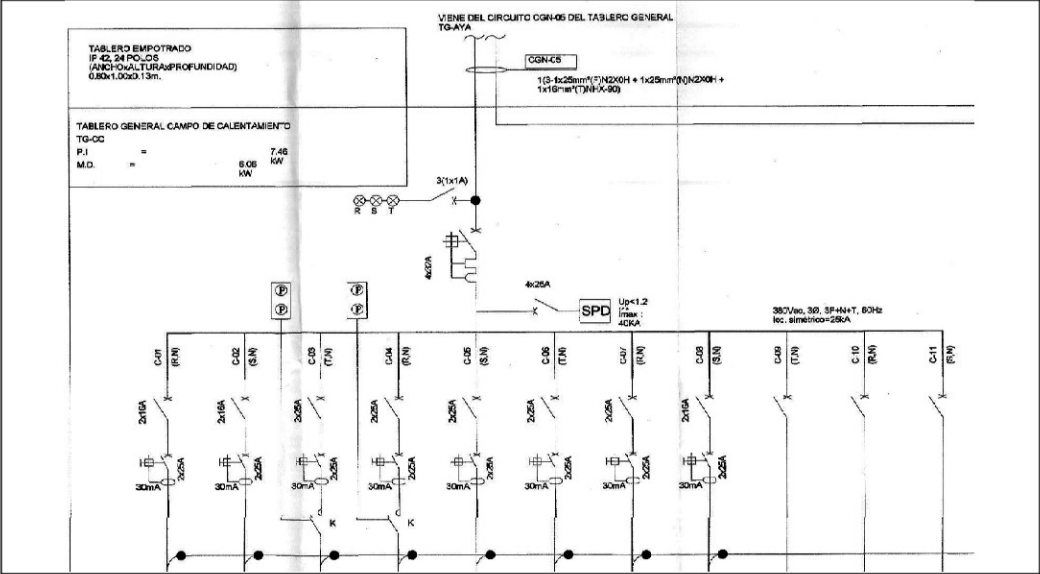 VIENE DEL CIRCUITO CGN-05 DEL TABLERO GENERAL
TG-AYA
TABLERO EMPOTRADO
IP 42, 24 POLOS
(ANCHOxALTURAxPROFUNDIDAD)
0.80x1.00x0.13m.
CGN-05
1(3-1x25mm²(F)N2X0H + 1x25mm²(N)N2X0H +
1x16mm²(T)NHX-90)
TABLERO GENERAL CAMPO DE CALENTAMIENTO
TG-CC
P.I = 7.46
kW
M.D. = 6.06
kW
3(1x1A)
R S T
4x25A
SPD
Up<1.2
Imax :
40KA
380Vac, 3Ø, 3F+N+T, 60Hz
Icc. simétrico=25kA
P P
P P
C-01 (R,N)
C-02 (S,N)
C-03 (T,N)
C-04 (R,N)
C-05 (S,N)
C-06 (T,N)
C-07 (R,N)
C-08 (S,N)
C-09 (T,N)
C-10 (R,N)
C-11 (R,N)
2x16A
2x16A
2x25A
2x25A
2x25A
2x25A
2x25A
2x16A
2x25A
2x25A
2x25A
2x25A
2x25A
2x25A
2x25A
2x25A
30mA
30mA
30mA
30mA
30mA
30mA
30mA
30mA
K
K